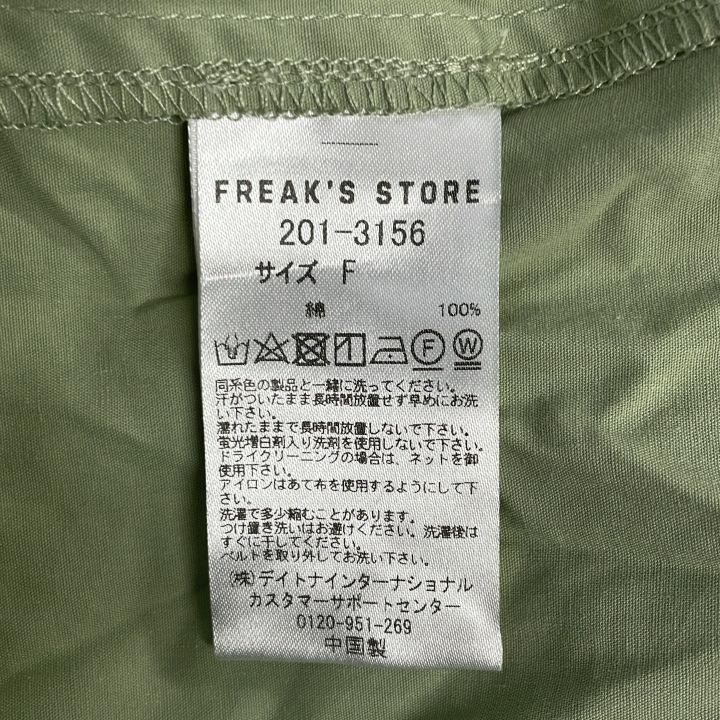 FREAK'S STORE
201-3156
サイズ F
綿 100%
F W
同系色の製品と一緒に洗ってください。
汗がついたまま長時間放置せず早めにお洗
い下さい。
濡れたままで長時間放置しないで下さい。
蛍光増白剤入り洗剤を使用しないで下さい。
ドライクリーニングの場合は、ネットを御
使用下さい。
アイロンはあて布を使用するようにして下
さい。
洗濯で多少縮むことがあります。
つけ置き洗いはお避けください。洗濯後は
すぐに干してください。
ベルトを取り外してお洗い下さい。
(株)デイトナインターナショナル
カスタマーサポートセンター
0120-951-269
中国製